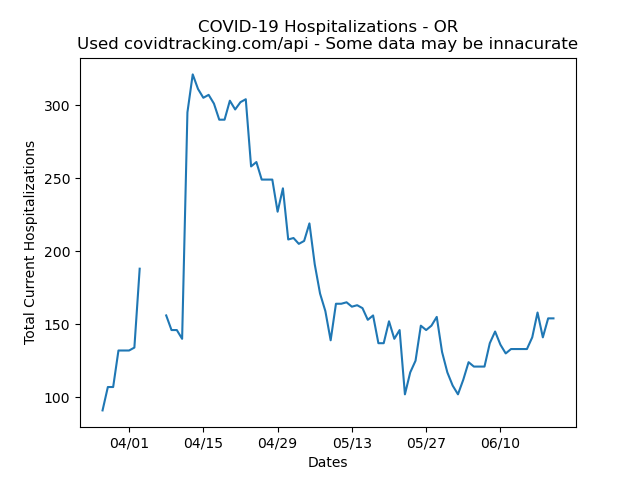 COVID-19 Hospitalizations - OR
Used covidtracking.com/api - Some data may be innacurate
Total Current Hospitalizations
300
250
200
150
100
04/01 04/15 04/29 05/13 05/27 06/10
Dates